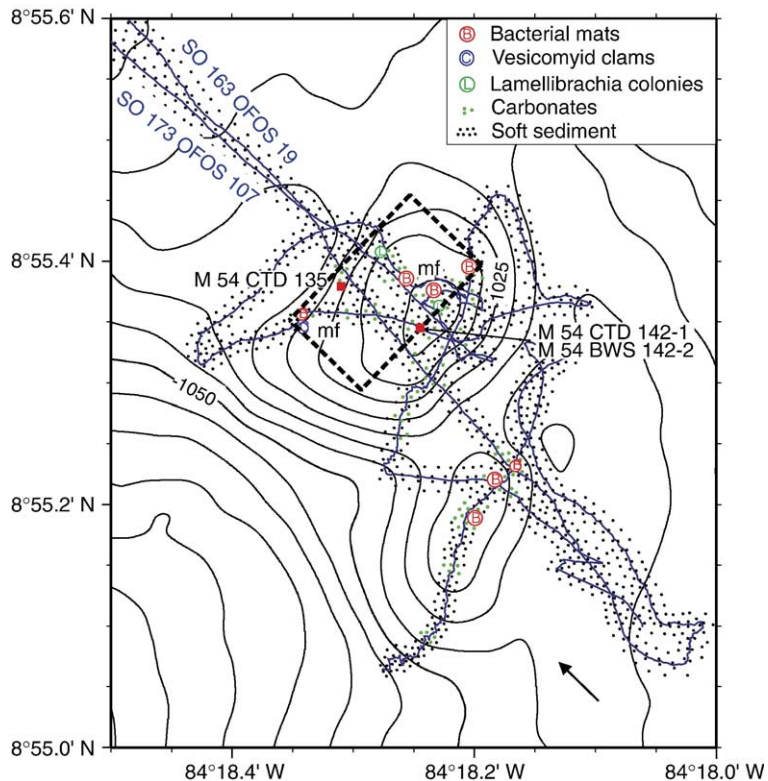 8°55.6' N
B Bacterial mats
C Vesicomyid clams
L Lamellibrachia colonies
Carbonates
Soft sediment
SO 163 OFOS 19
SO 173 OFOS 107
8°55.4' N
M 54 CTD 135
L
B
mf
B
B
1025
L
B
C
mf
M 54 CTD 142-1
M 54 BWS 142-2
-1050
B
B
8°55.2' N
B
8°55.0' N
84°18.4' W
84°18.2' W
84°18.0' W